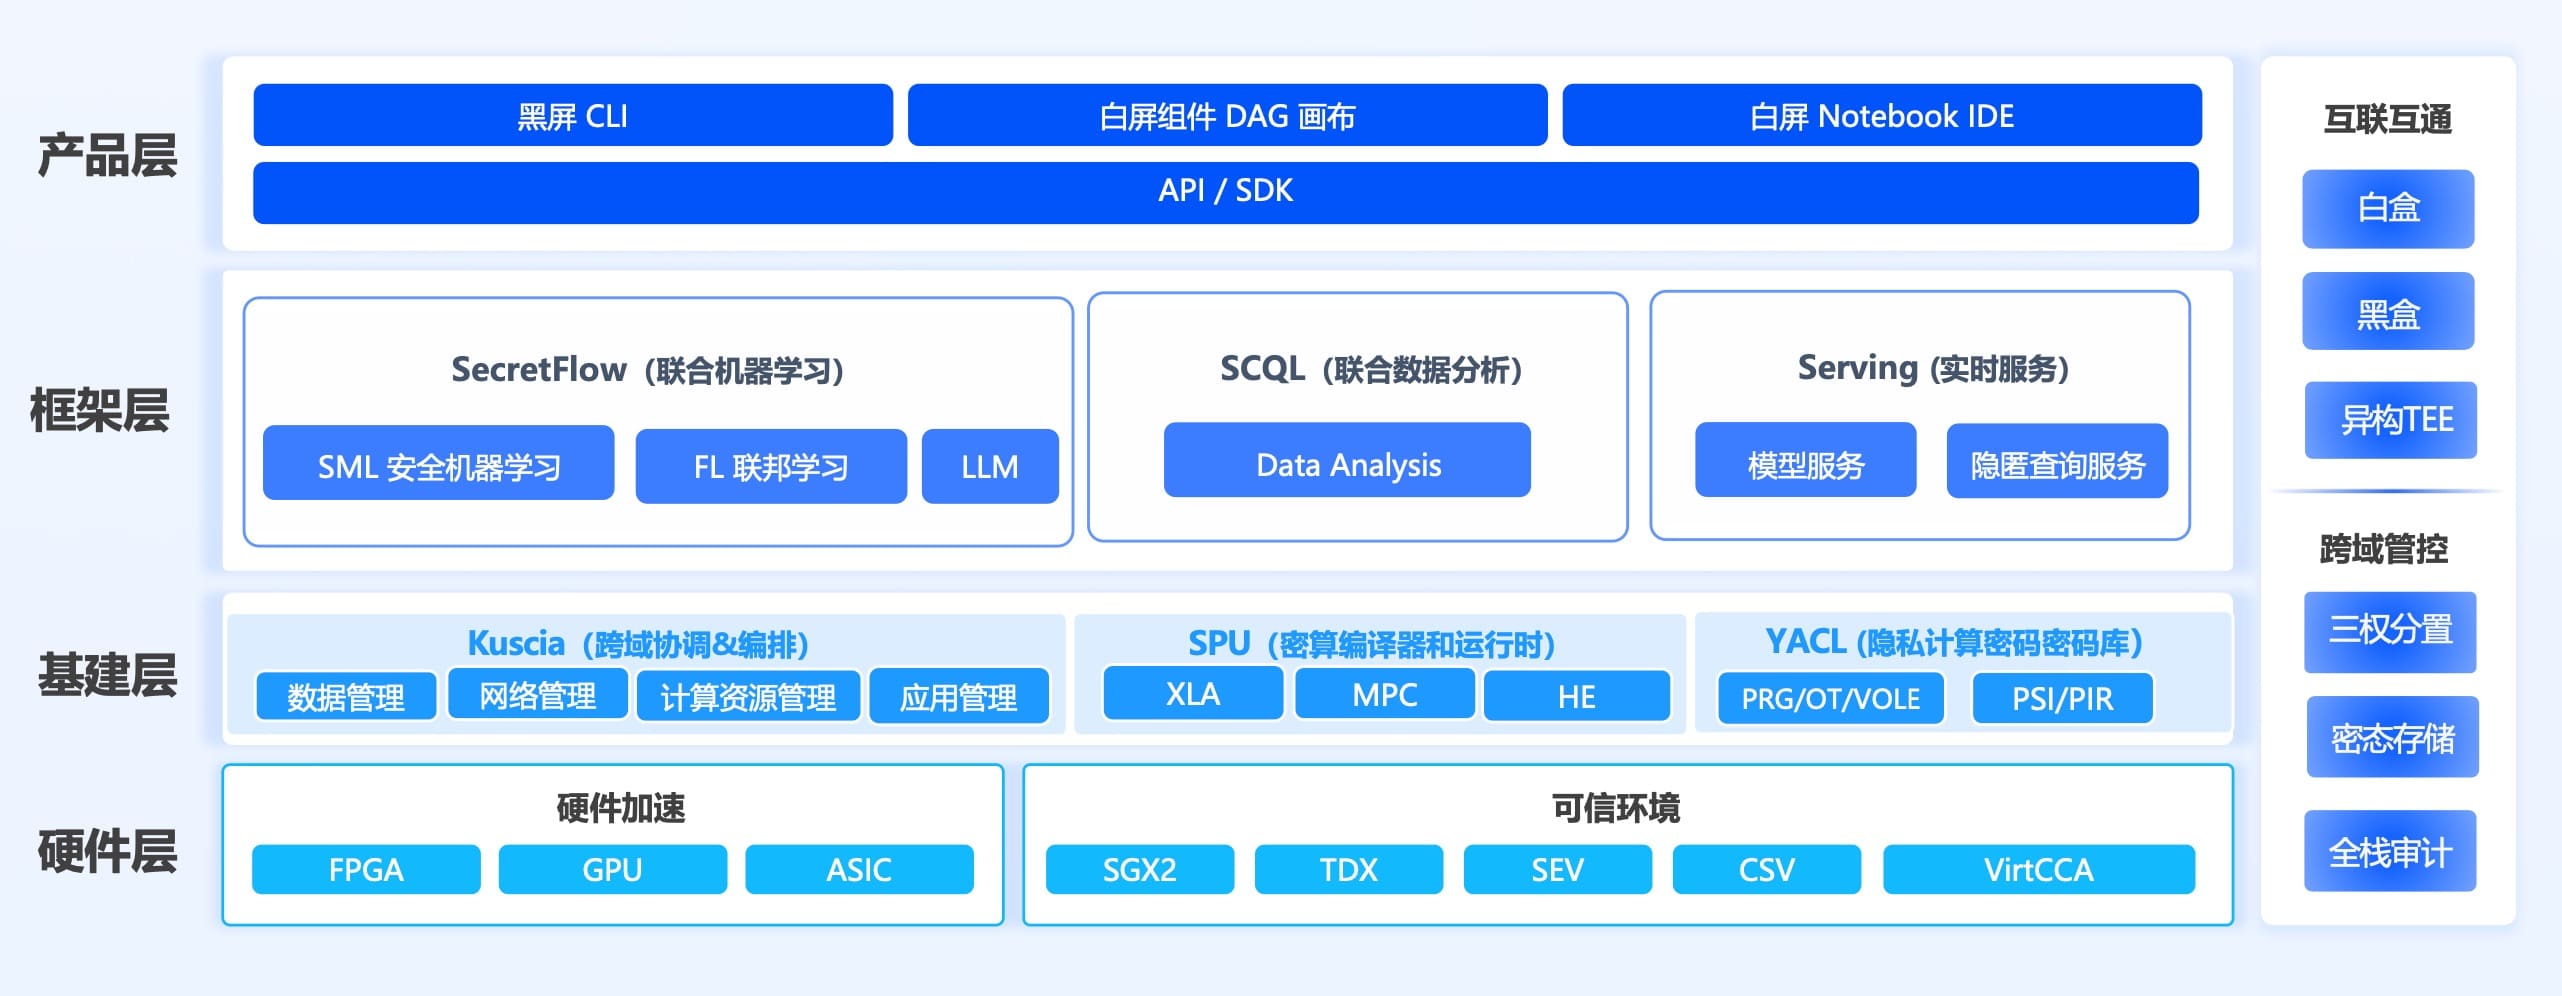 产品层
黑屏 CLI
白屏组件 DAG 画布
白屏 Notebook IDE
API / SDK
框架层
SecretFlow（联合机器学习）
SML 安全机器学习
FL 联邦学习
LLM
SCQL（联合数据分析）
Data Analysis
Serving (实时服务)
模型服务
隐匿查询服务
基建层
Kuscia（跨域协调&编排）
数据管理
网络管理
计算资源管理
应用管理
SPU（密算编译器和运行时）
XLA
MPC
HE
YACL (隐私计算密码密码库）
PRG/OT/VOLE
PSI/PIR
硬件层
硬件加速
FPGA
GPU
ASIC
可信环境
SGX2
TDX
SEV
CSV
VirtCCA
互联互通
白盒
黑盒
异构TEE
跨域管控
三权分置
密态存储
全栈审计